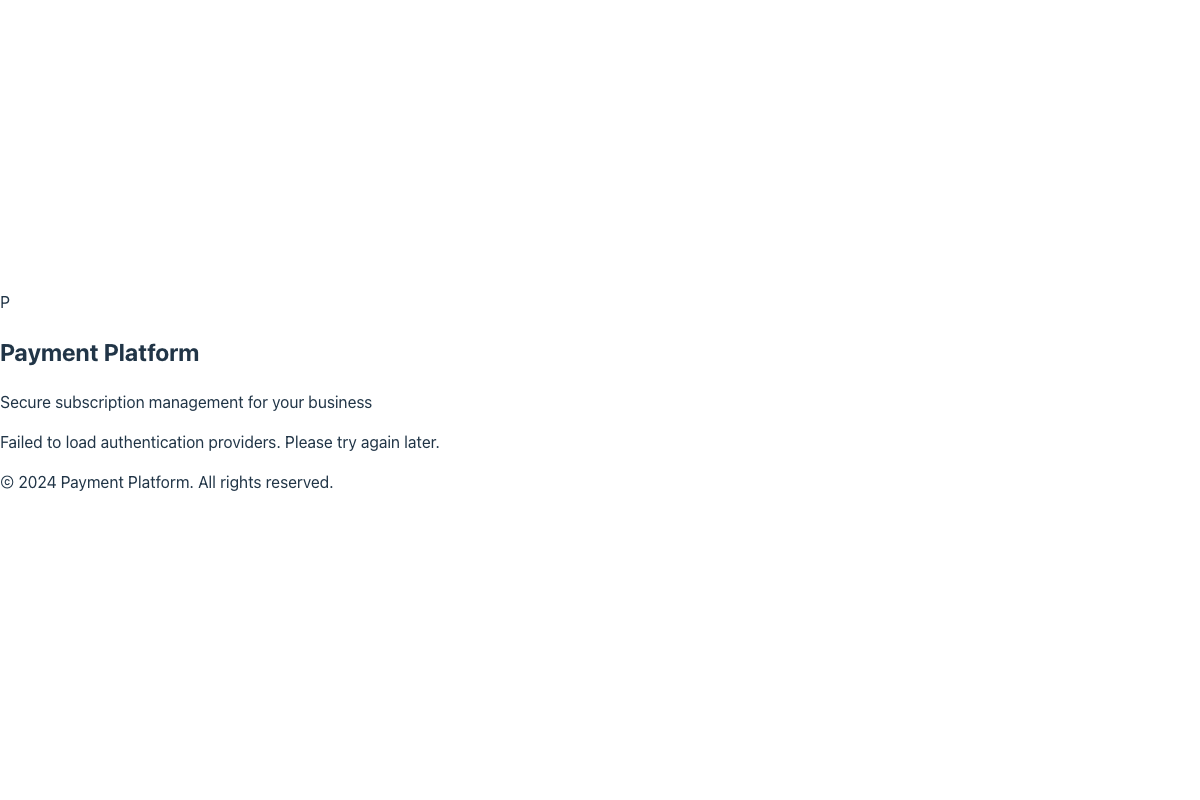 P
Payment Platform
Secure subscription management for your business
Failed to load authentication providers. Please try again later.
© 2024 Payment Platform. All rights reserved.